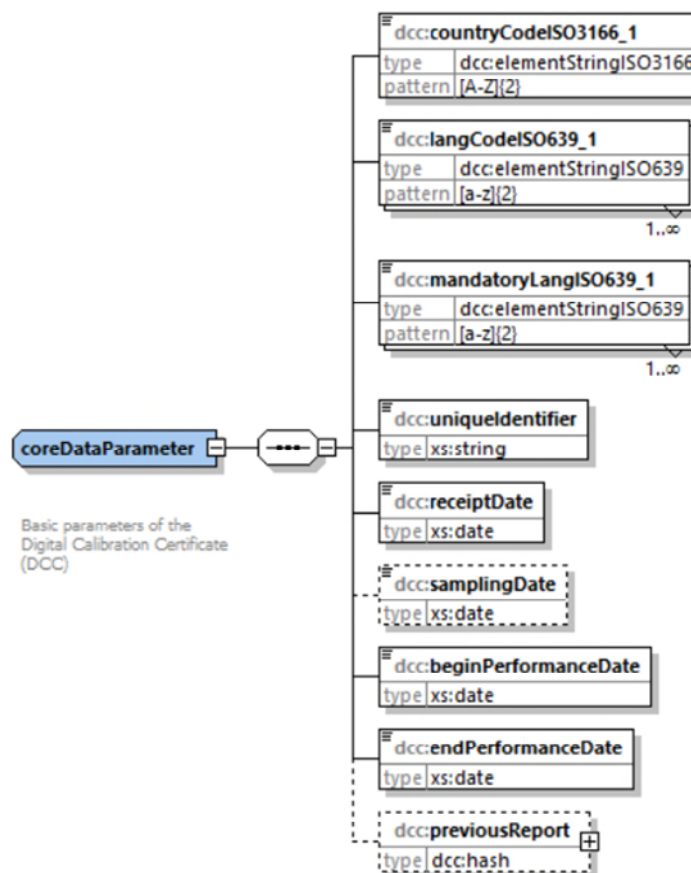 dcc:countryCodeISO3166_1
type dcc:elementStringISO3166
pattern [A-Z]{2}
dcc:langCodeISO639_1
type dcc:elementStringISO639
pattern [a-z]{2}
1..∞
dcc:mandatoryLangISO639_1
type dcc:elementStringISO639
pattern [a-z]{2}
1..∞
dcc:uniqueIdentifier
type xs:string
coreDataParameter
Basic parameters of the
Digital Calibration Certificate
(DCC)
dcc:receiptDate
type xs:date
dcc:samplingDate
type xs:date
dcc:beginPerformanceDate
type xs:date
dcc:endPerformanceDate
type xs:date
dcc:previousReport
type dcc:hash